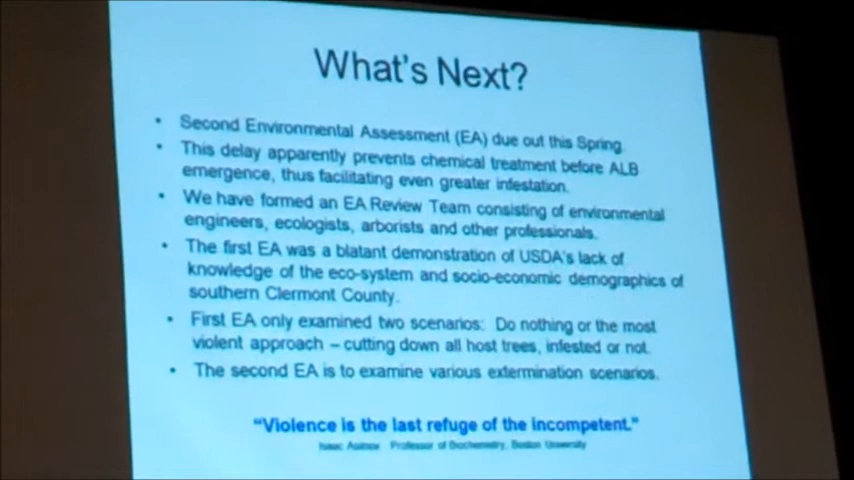 What's Next?
• Second Environmental Assessment (EA) due out this Spring.
• This delay apparently prevents chemical treatment before ALB
emergence, thus facilitating even greater infestation.
• We have formed an EA Review Team consisting of environmental
engineers, ecologists, arborists and other professionals.
• The first EA was a blatant demonstration of USDA's lack of
knowledge of the eco-system and socio-economic demographics of
southern Clermont County.
• First EA only examined two scenarios: Do nothing or the most
violent approach – cutting down all host trees, infested or not.
• The second EA is to examine various extermination scenarios.
“Violence is the last refuge of the incompetent.”
Isaac Asimov Professor of Biochemistry, Boston University